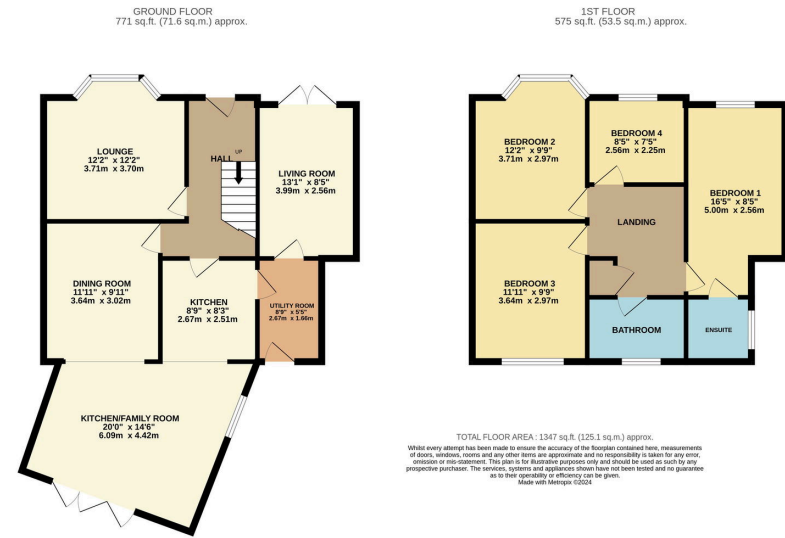 GROUND FLOOR
771 sq.ft. (71.6 sq.m.) approx.
1ST FLOOR
575 sq.ft. (53.5 sq.m.) approx.
LOUNGE
12'2" x 12'2"
3.71m x 3.70m
HALL
UP
LIVING ROOM
13'1" x 8'5"
3.99m x 2.56m
DINING ROOM
11'11" x 9'11"
3.64m x 3.02m
KITCHEN
8'9" x 8'3"
2.67m x 2.51m
UTILITY ROOM
8'9" x 5'5"
2.67m x 1.66m
KITCHEN/FAMILY ROOM
20'0" x 14'6"
6.09m x 4.42m
BEDROOM 2
12'2" x 9'9"
3.71m x 2.97m
BEDROOM 4
8'5" x 7'5"
2.56m x 2.25m
BEDROOM 1
16'5" x 8'5"
5.00m x 2.56m
LANDING
BEDROOM 3
11'11" x 9'9"
3.64m x 2.97m
BATHROOM
ENSUITE
TOTAL FLOOR AREA : 1347 sq.ft. (125.1 sq.m.) approx.
Whilst every attempt has been made to ensure the accuracy of the floorplan contained here, measurements
of doors, windows, rooms and any other items are approximate and no responsibility is taken for any error,
omission or mis-statement. This plan is for illustrative purposes only and should be used as such by any
prospective purchaser. The services, systems and appliances shown have not been tested and no guarantee
as to their operability or efficiency can be given.
Made with Metropix ©2024